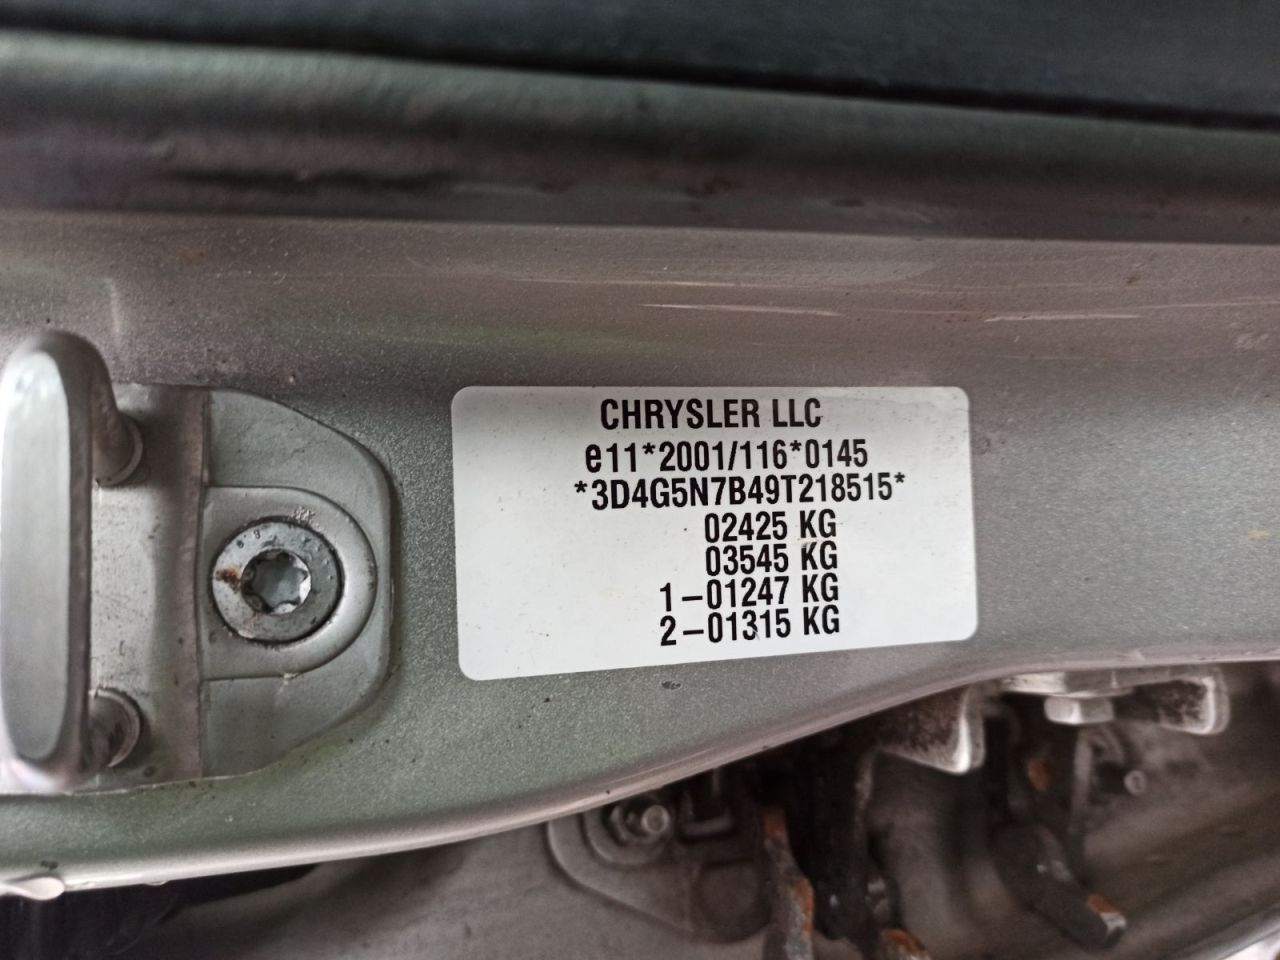 CHRYSLER LLC
e11*2001/116*0145
*3D4G5N7B49T218515*
02425 KG
03545 KG
1-01247 KG
2-01315 KG